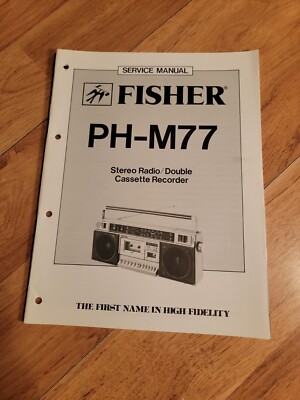 SERVICE MANUAL
FISHER®
PH-M77
Stereo Radio/Double
Cassette Recorder
THE FIRST NAME IN HIGH FIDELITY